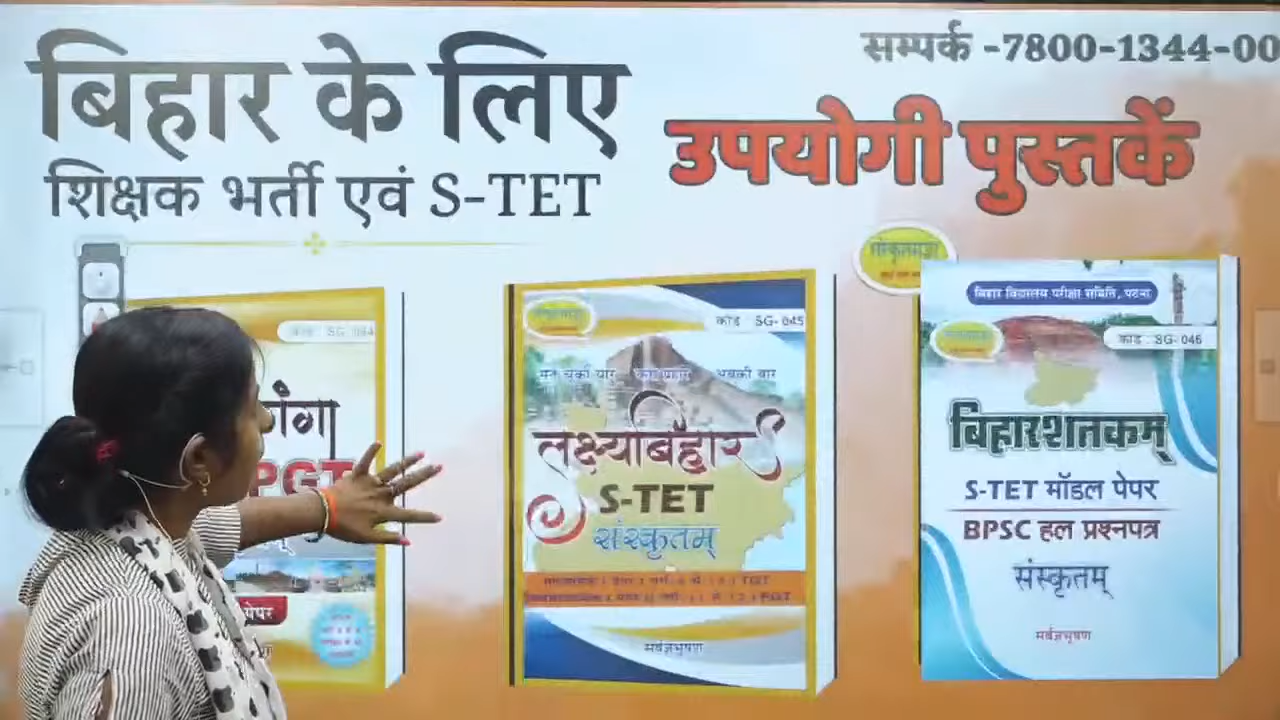 बिहार के लिए
शिक्षक भर्ती एवं S-TET
सम्पर्क -7800-1344-00
उपयोगी पुस्तकें
गंगा
PGT
कोड : SG-045
लक्ष्यबिहार
S-TET
संस्कृतम्
सर्वज्ञभूषण
बिहार विद्यालय परीक्षा समिति, पटना
कोड : SG-046
बिहारशतकम्
S-TET मॉडल पेपर
BPSC हल प्रश्नपत्र
संस्कृतम्
सर्वज्ञभूषण